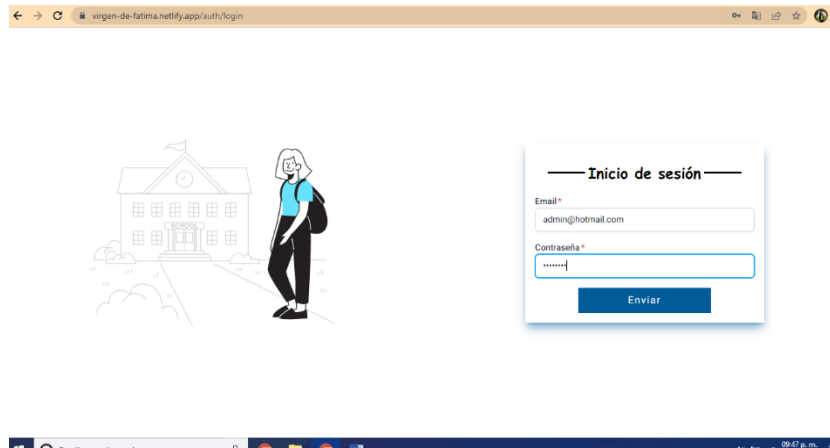 virgen-de-fatima.netlify.app/auth/login
SCHOOL
Inicio de sesión
Email *
admin@hotmail.com
Contraseña *
••••••••
Enviar
09:47 p. m.